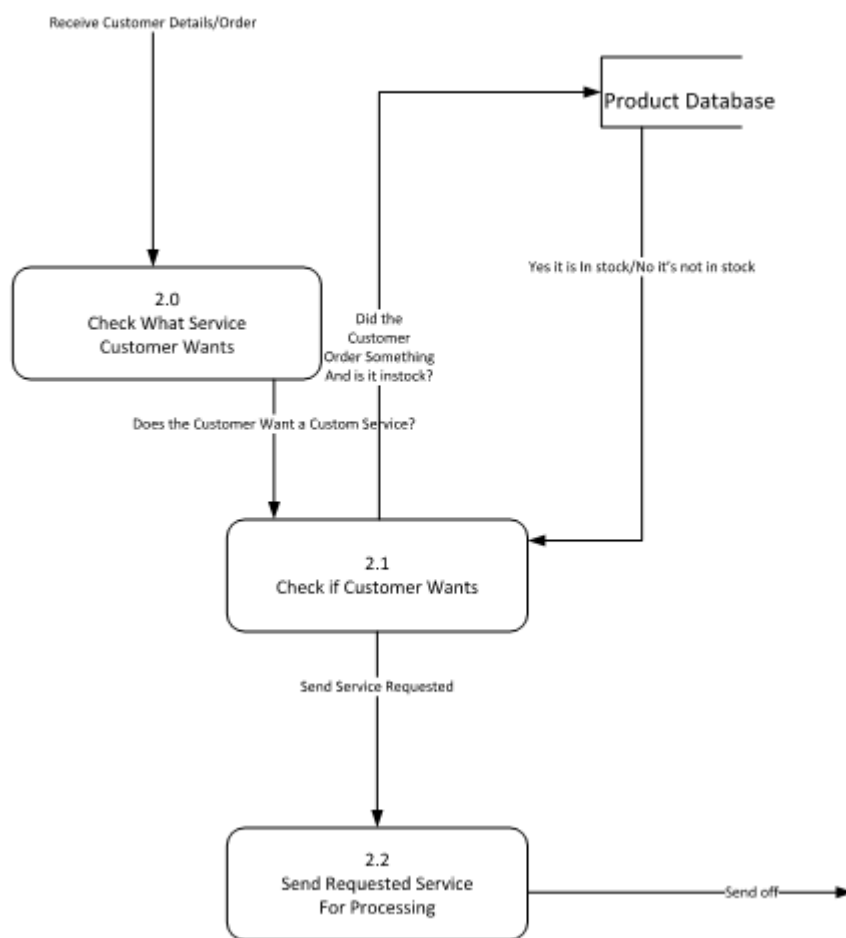 Receive Customer Details/Order
Product Database
Yes it is In stock/No it's not in stock
2.0
Check What Service
Customer Wants
Did the
Customer
Order Something
And is it instock?
Does the Customer Want a Custom Service?
2.1
Check if Customer Wants
Send Service Requested
2.2
Send Requested Service
For Processing
Send off